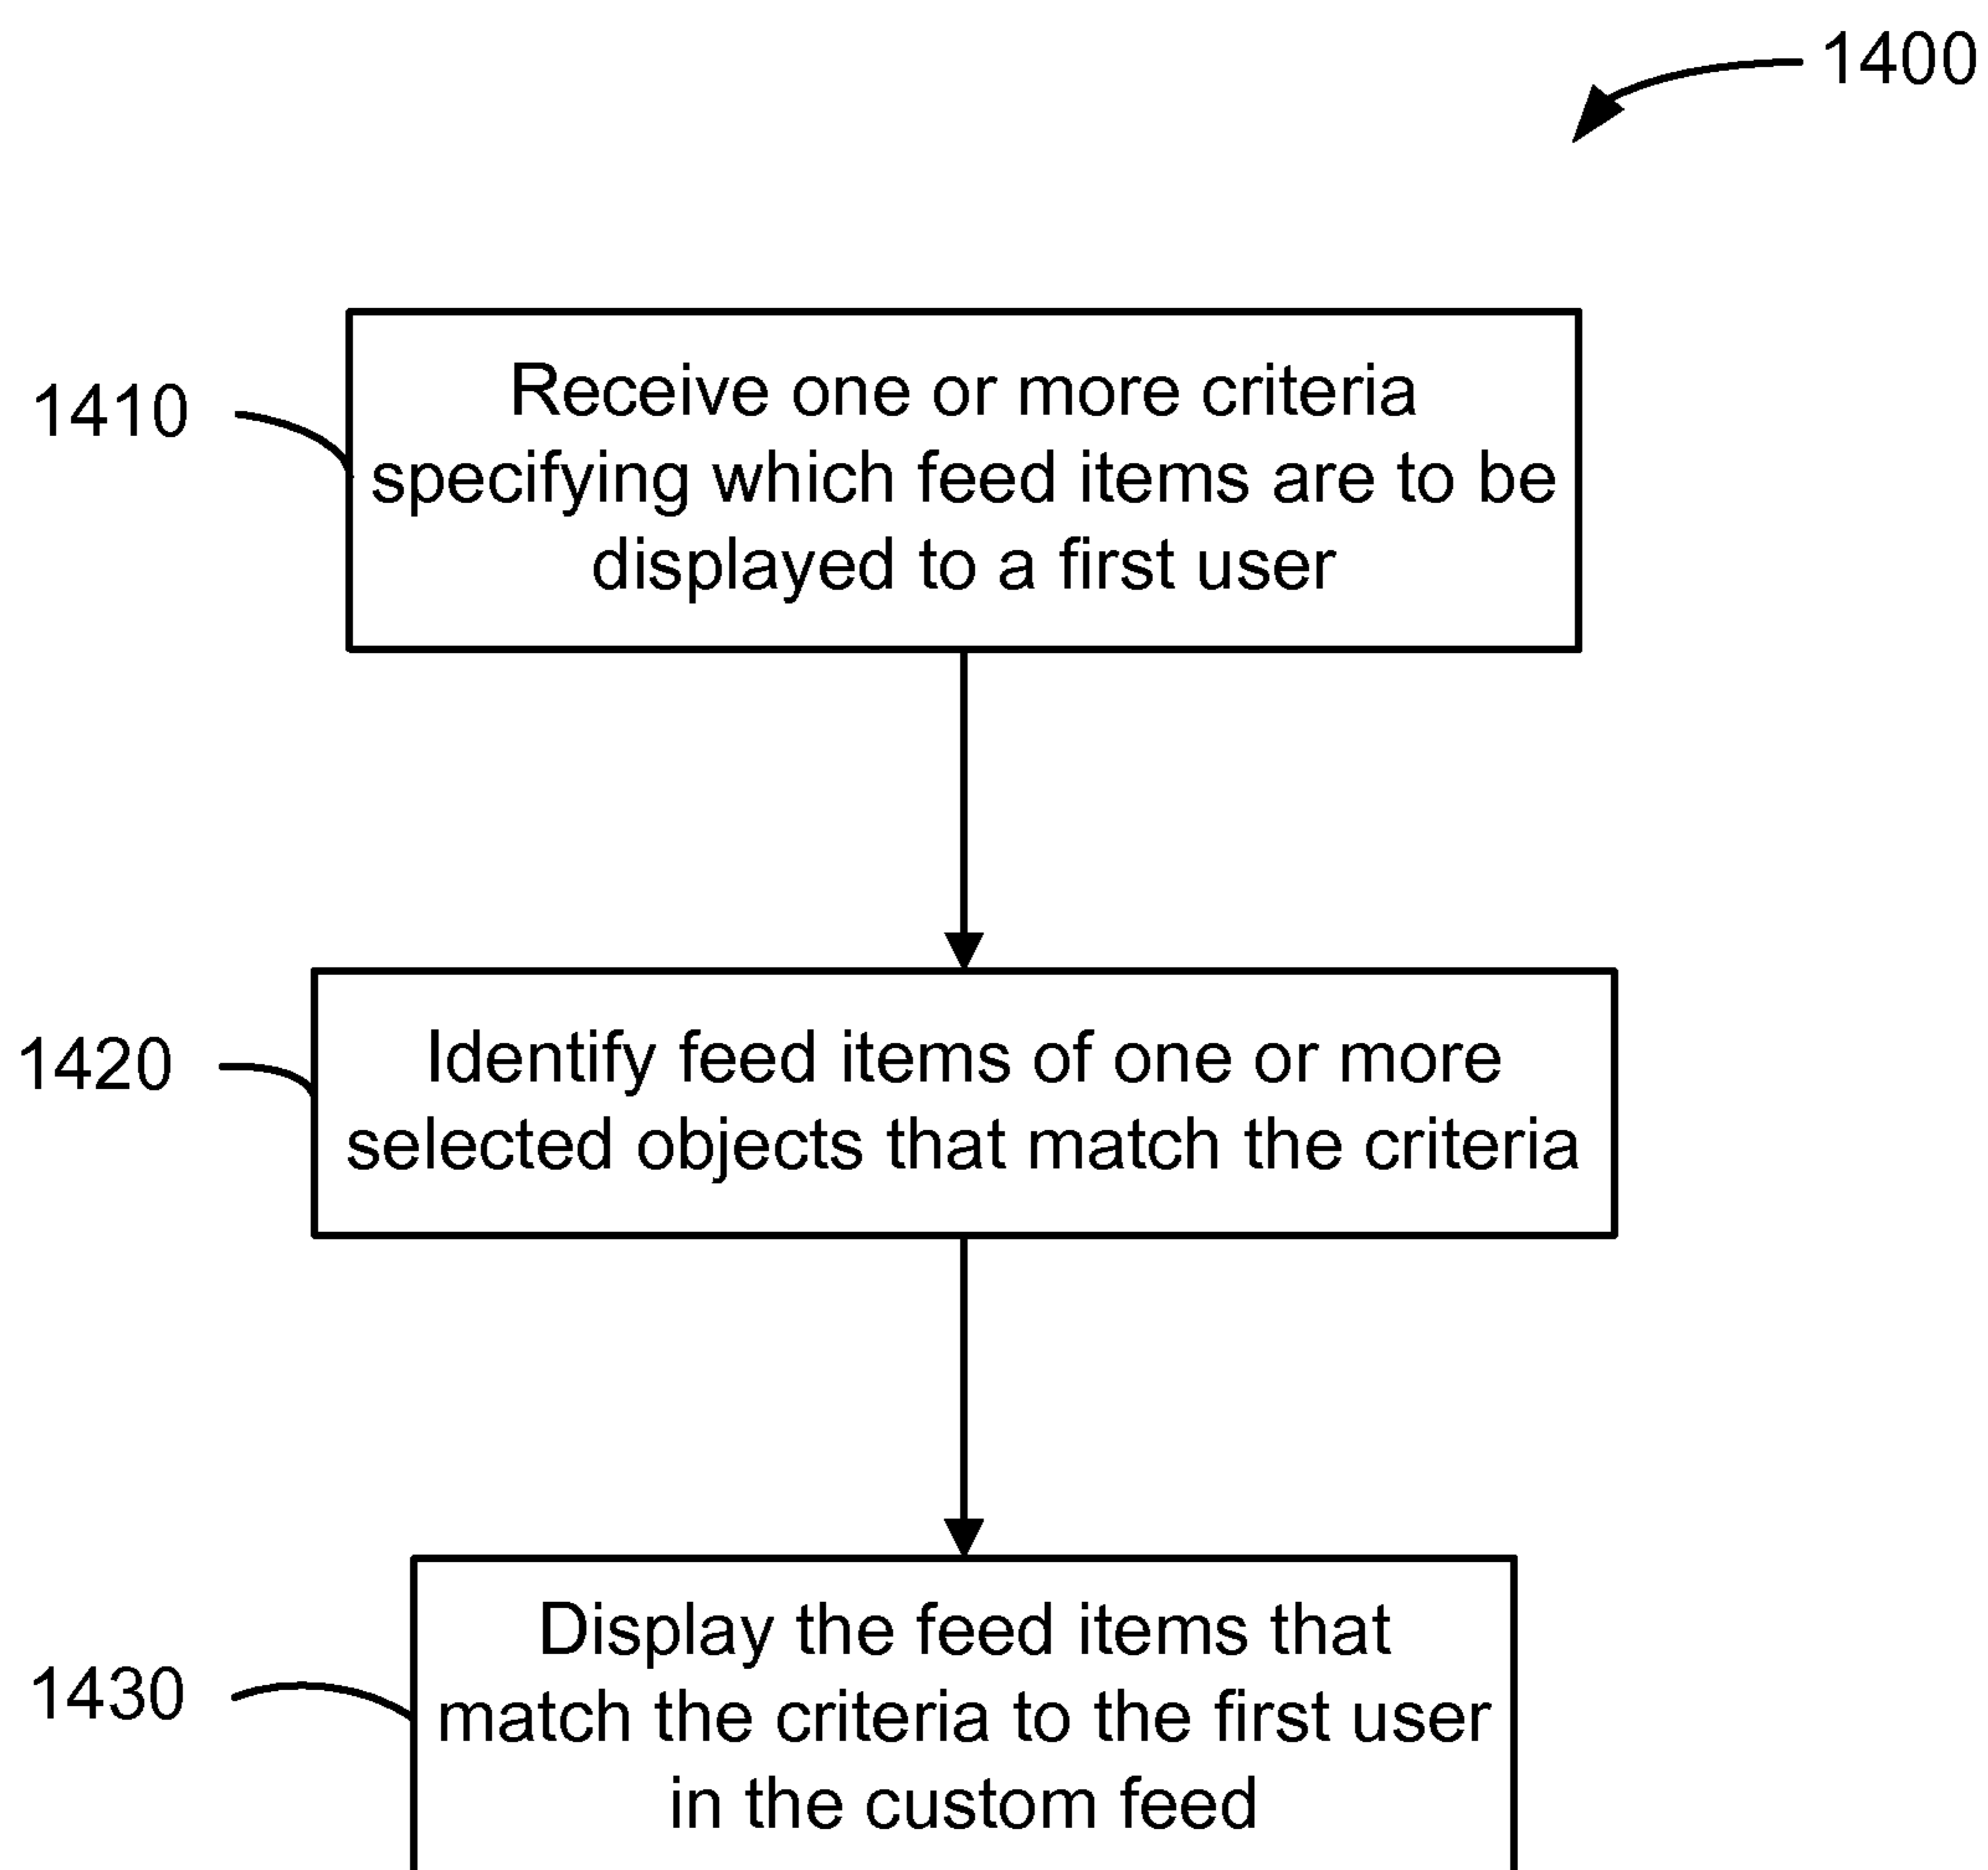 1400
1410
Receive one or more criteria
specifying which feed items are to be
displayed to a first user
1420
Identify feed items of one or more
selected objects that match the criteria
1430
Display the feed items that
match the criteria to the first user
in the custom feed